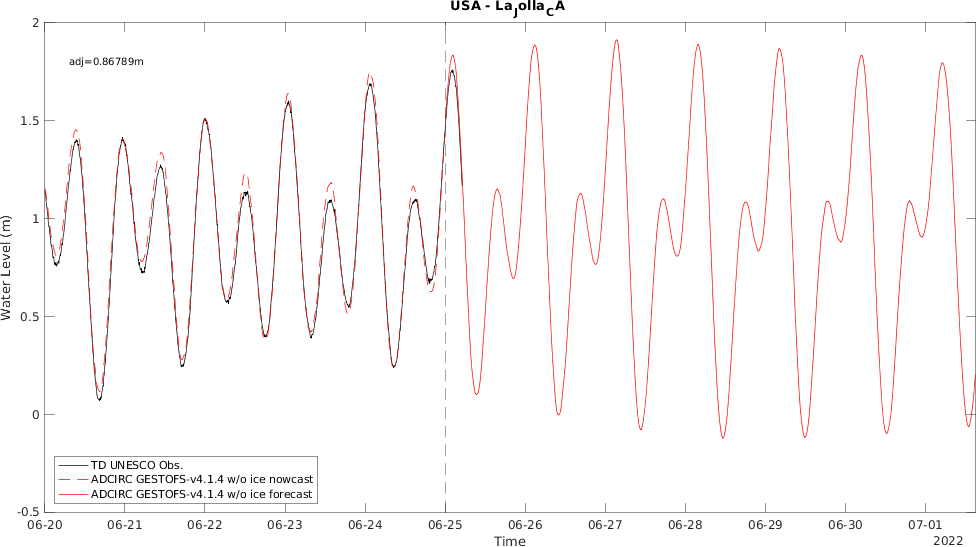 USA - LaJollaCA
adj=0.86789m
2
1.5
1
0.5
0
-0.5
Water Level (m)
TD UNESCO Obs.
ADCIRC GESTOFS-v4.1.4 w/o ice nowcast
ADCIRC GESTOFS-v4.1.4 w/o ice forecast
06-20 06-21 06-22 06-23 06-24 06-25 06-26 06-27 06-28 06-29 06-30 07-01
Time
2022